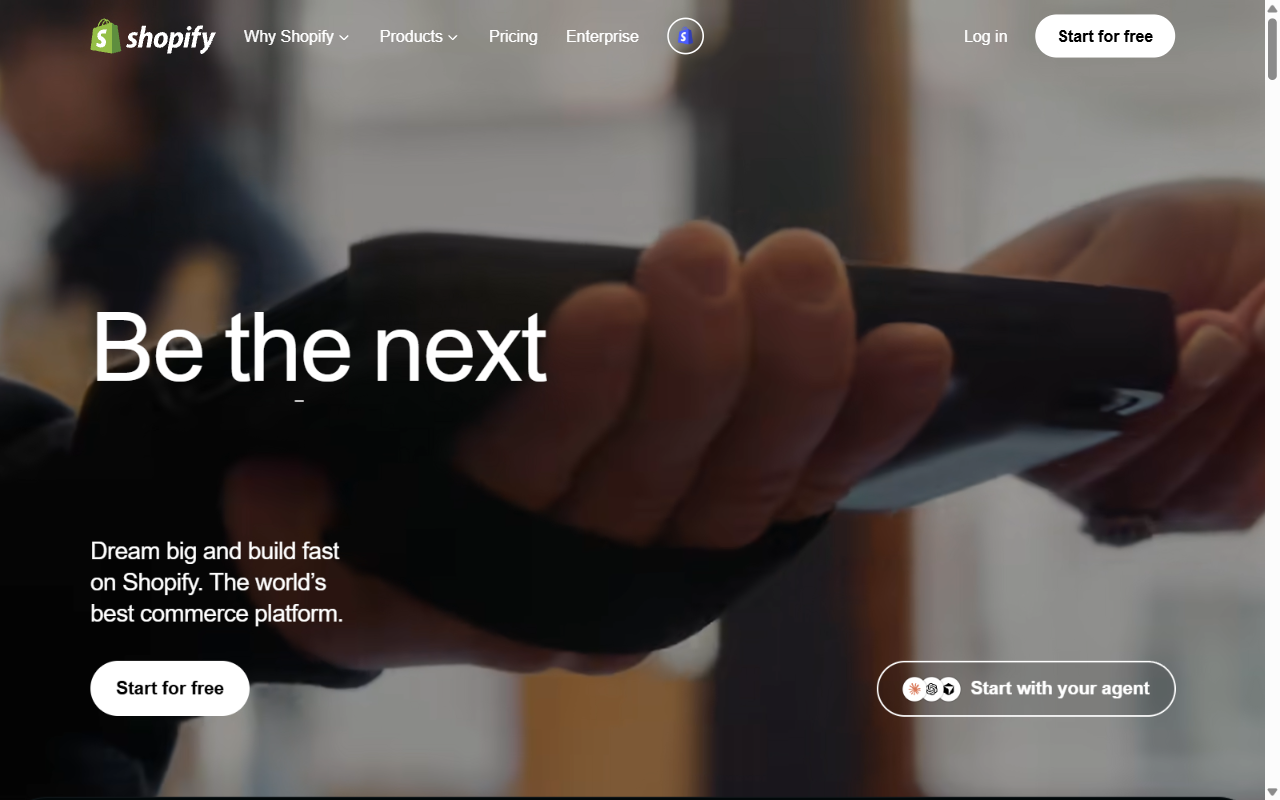 shopify
Why Shopify
Products
Pricing
Enterprise
Log in
Start for free
Be the next
Dream big and build fast
on Shopify. The world’s
best commerce platform.
Start for free
Start with your agent